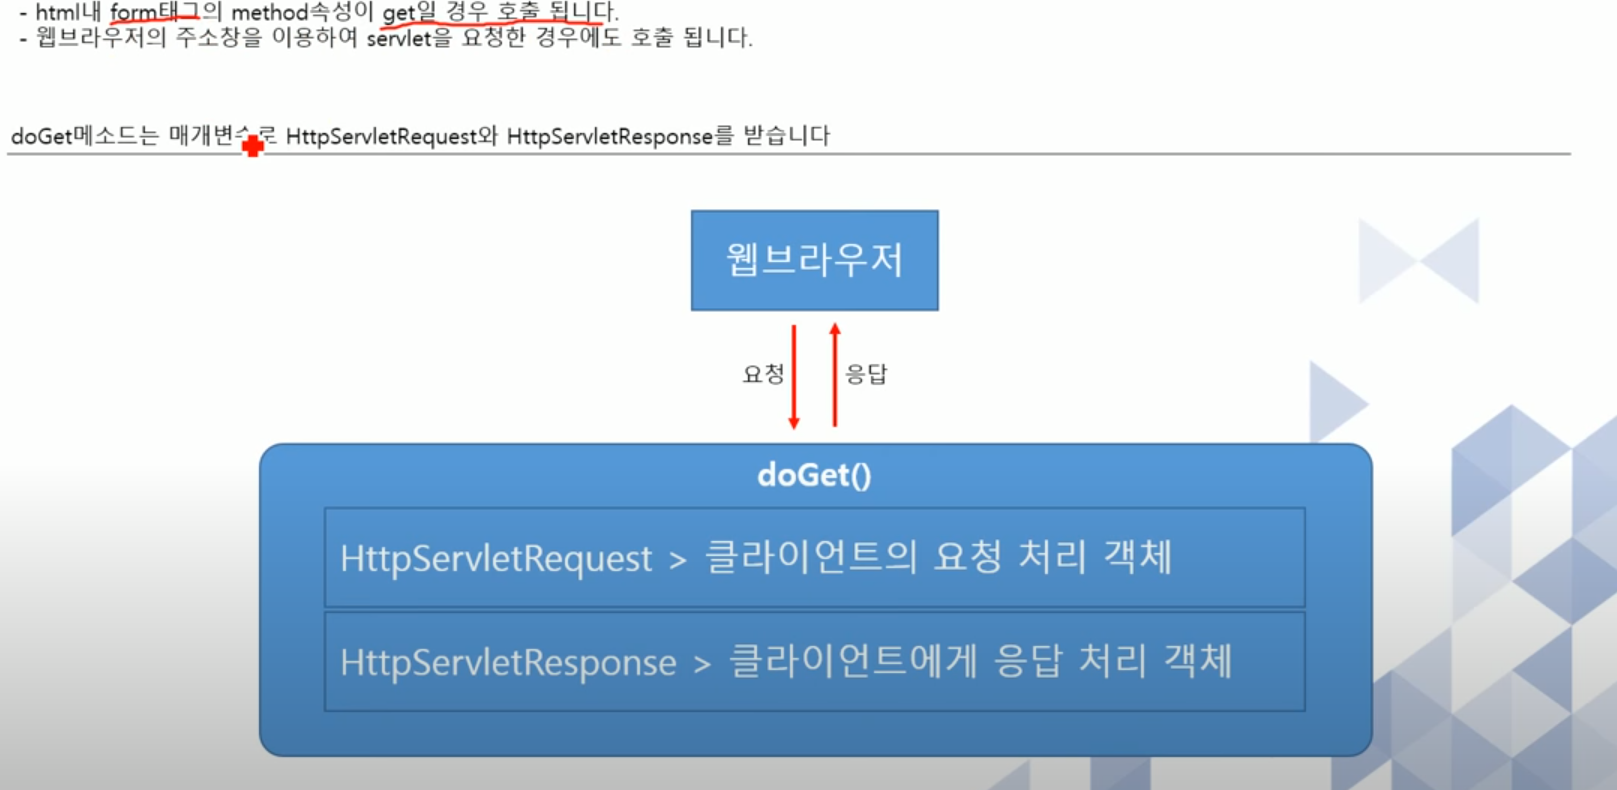 - html내 form태그의 method속성이 get일 경우 호출 됩니다.
- 웹브라우저의 주소창을 이용하여 servlet을 요청한 경우에도 호출 됩니다.
doGet메소드는 매개변수로 HttpServletRequest와 HttpServletResponse를 받습니다
웹브라우저
요청 응답
doGet()
HttpServletRequest > 클라이언트의 요청 처리 객체
HttpServletResponse > 클라이언트에게 응답 처리 객체